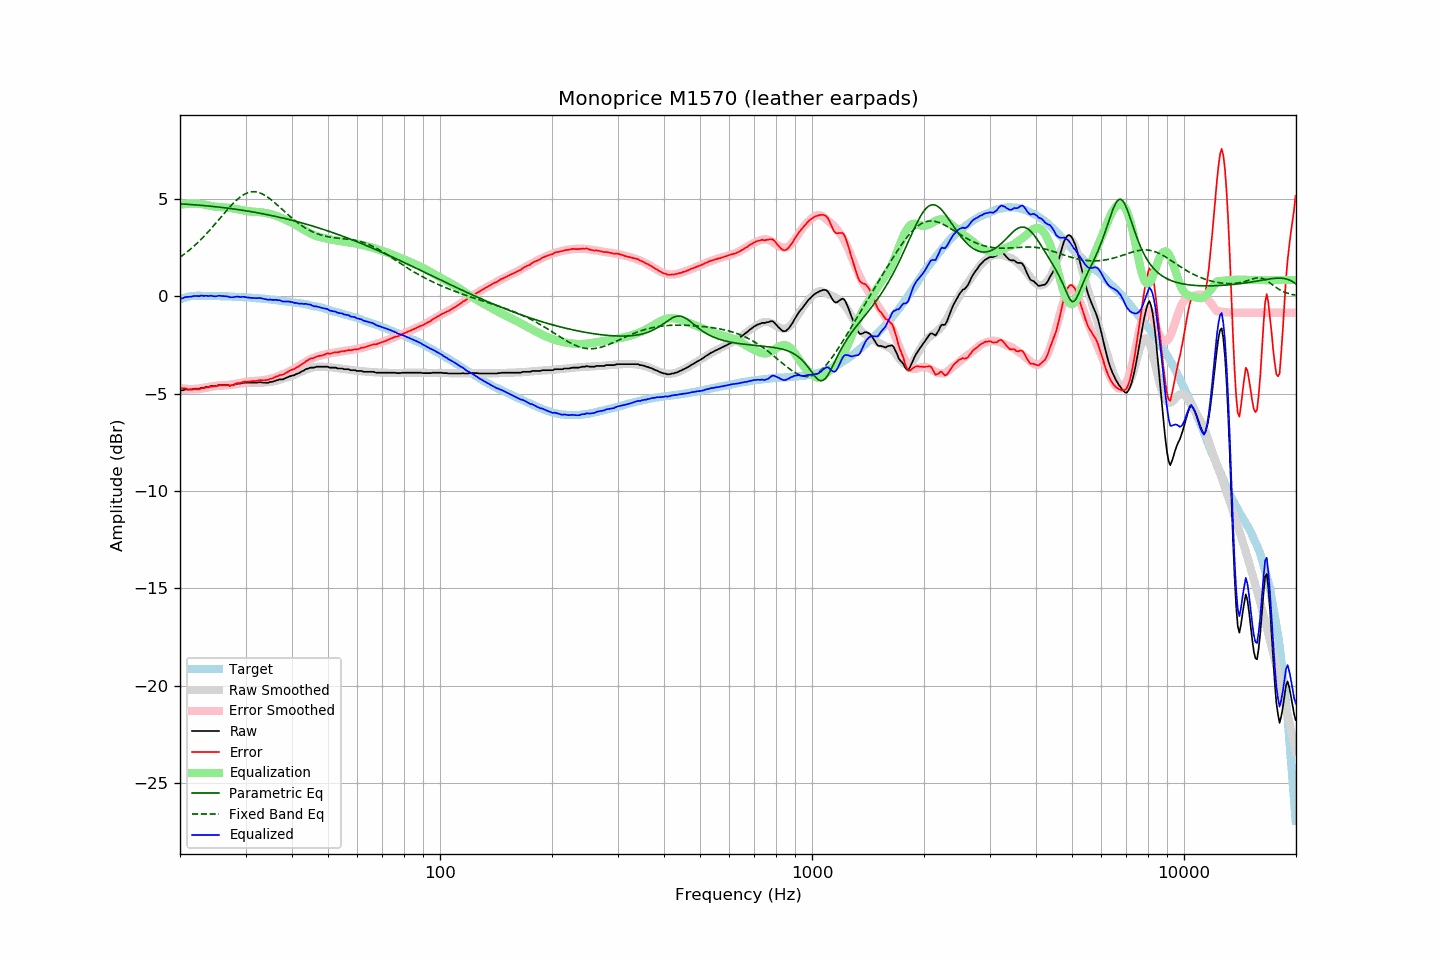 Monoprice M1570 (leather earpads)
5
0
−5
−10
−15
−20
−25
Amplitude (dBr)
Target
Raw Smoothed
Error Smoothed
Raw
Error
Equalization
Parametric Eq
Fixed Band Eq
Equalized
100
1000
10000
Frequency (Hz)